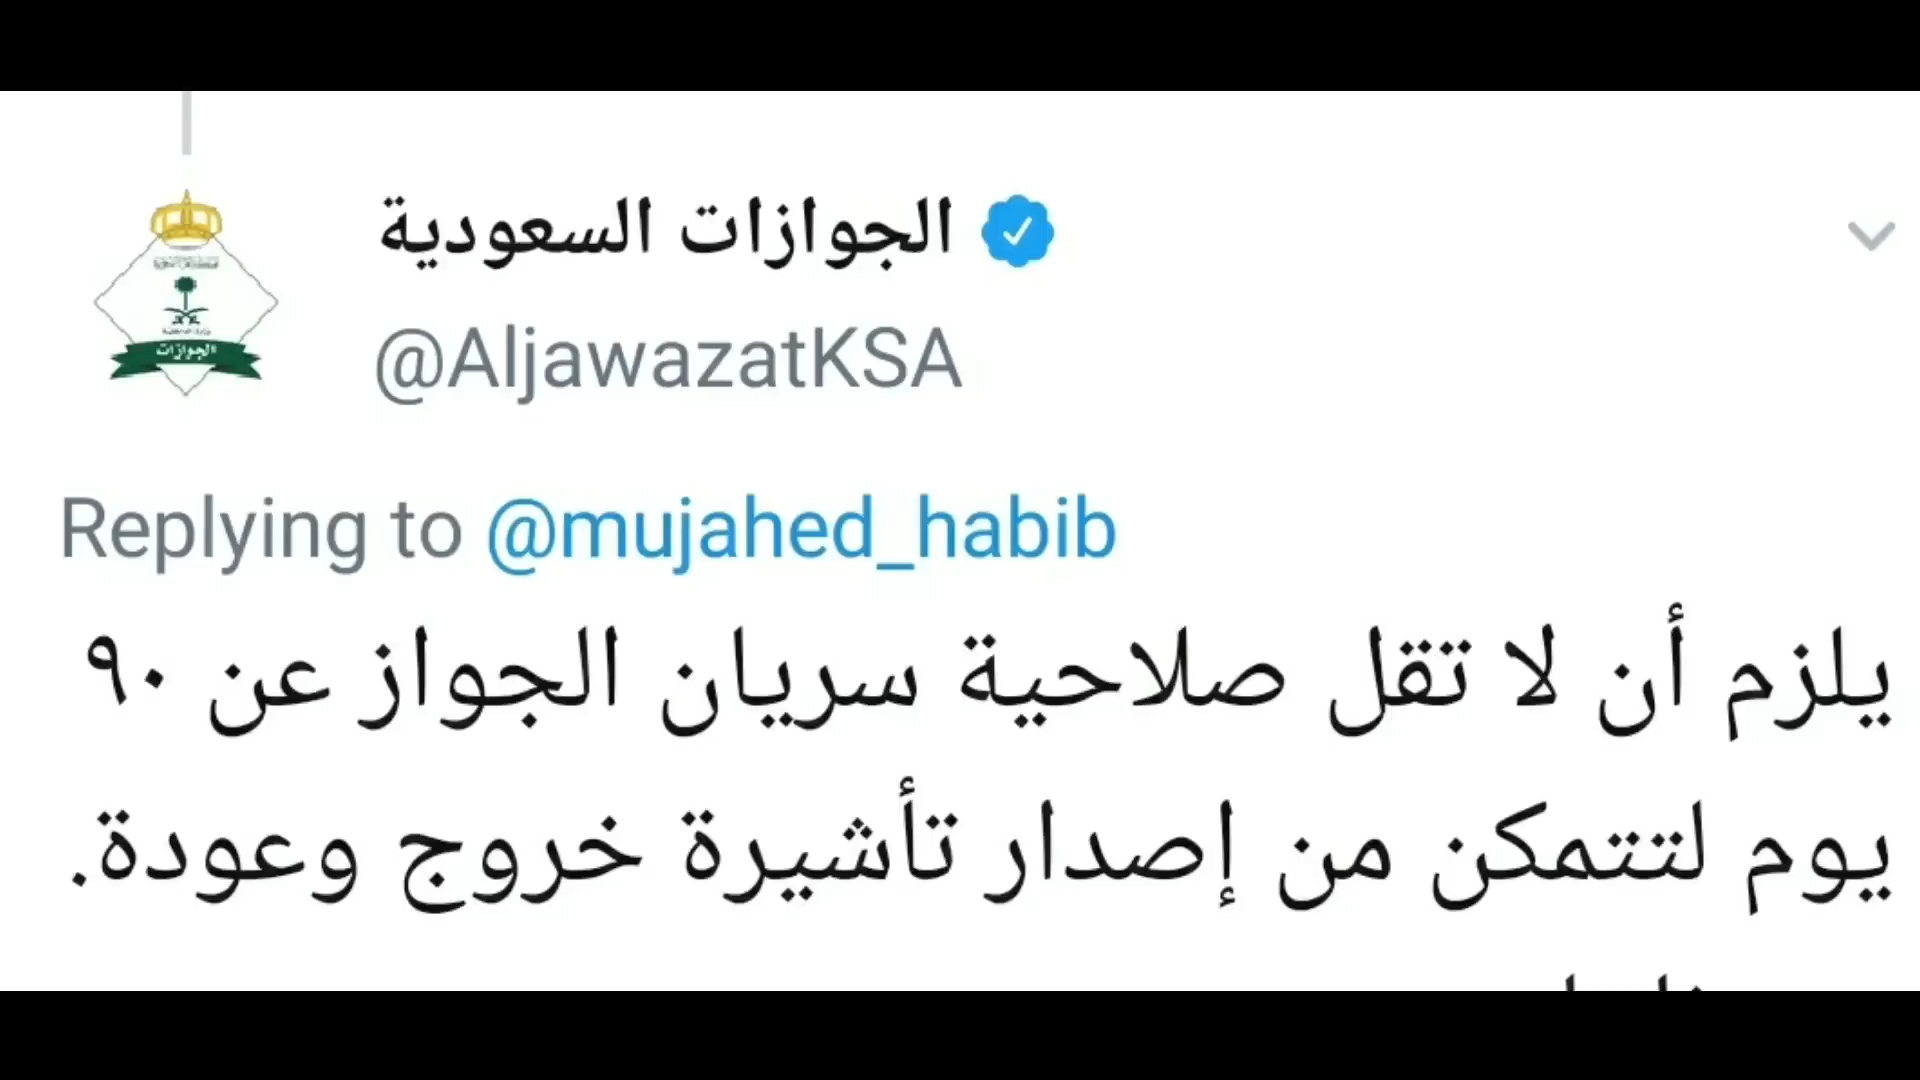 الجوازات السعودية
@AljawazatKSA
الجوازات
Replying to @mujahed_habib
يلزم أن لا تقل صلاحية سريان الجواز عن ٩٠
يوم لتتمكن من إصدار تأشيرة خروج وعودة.